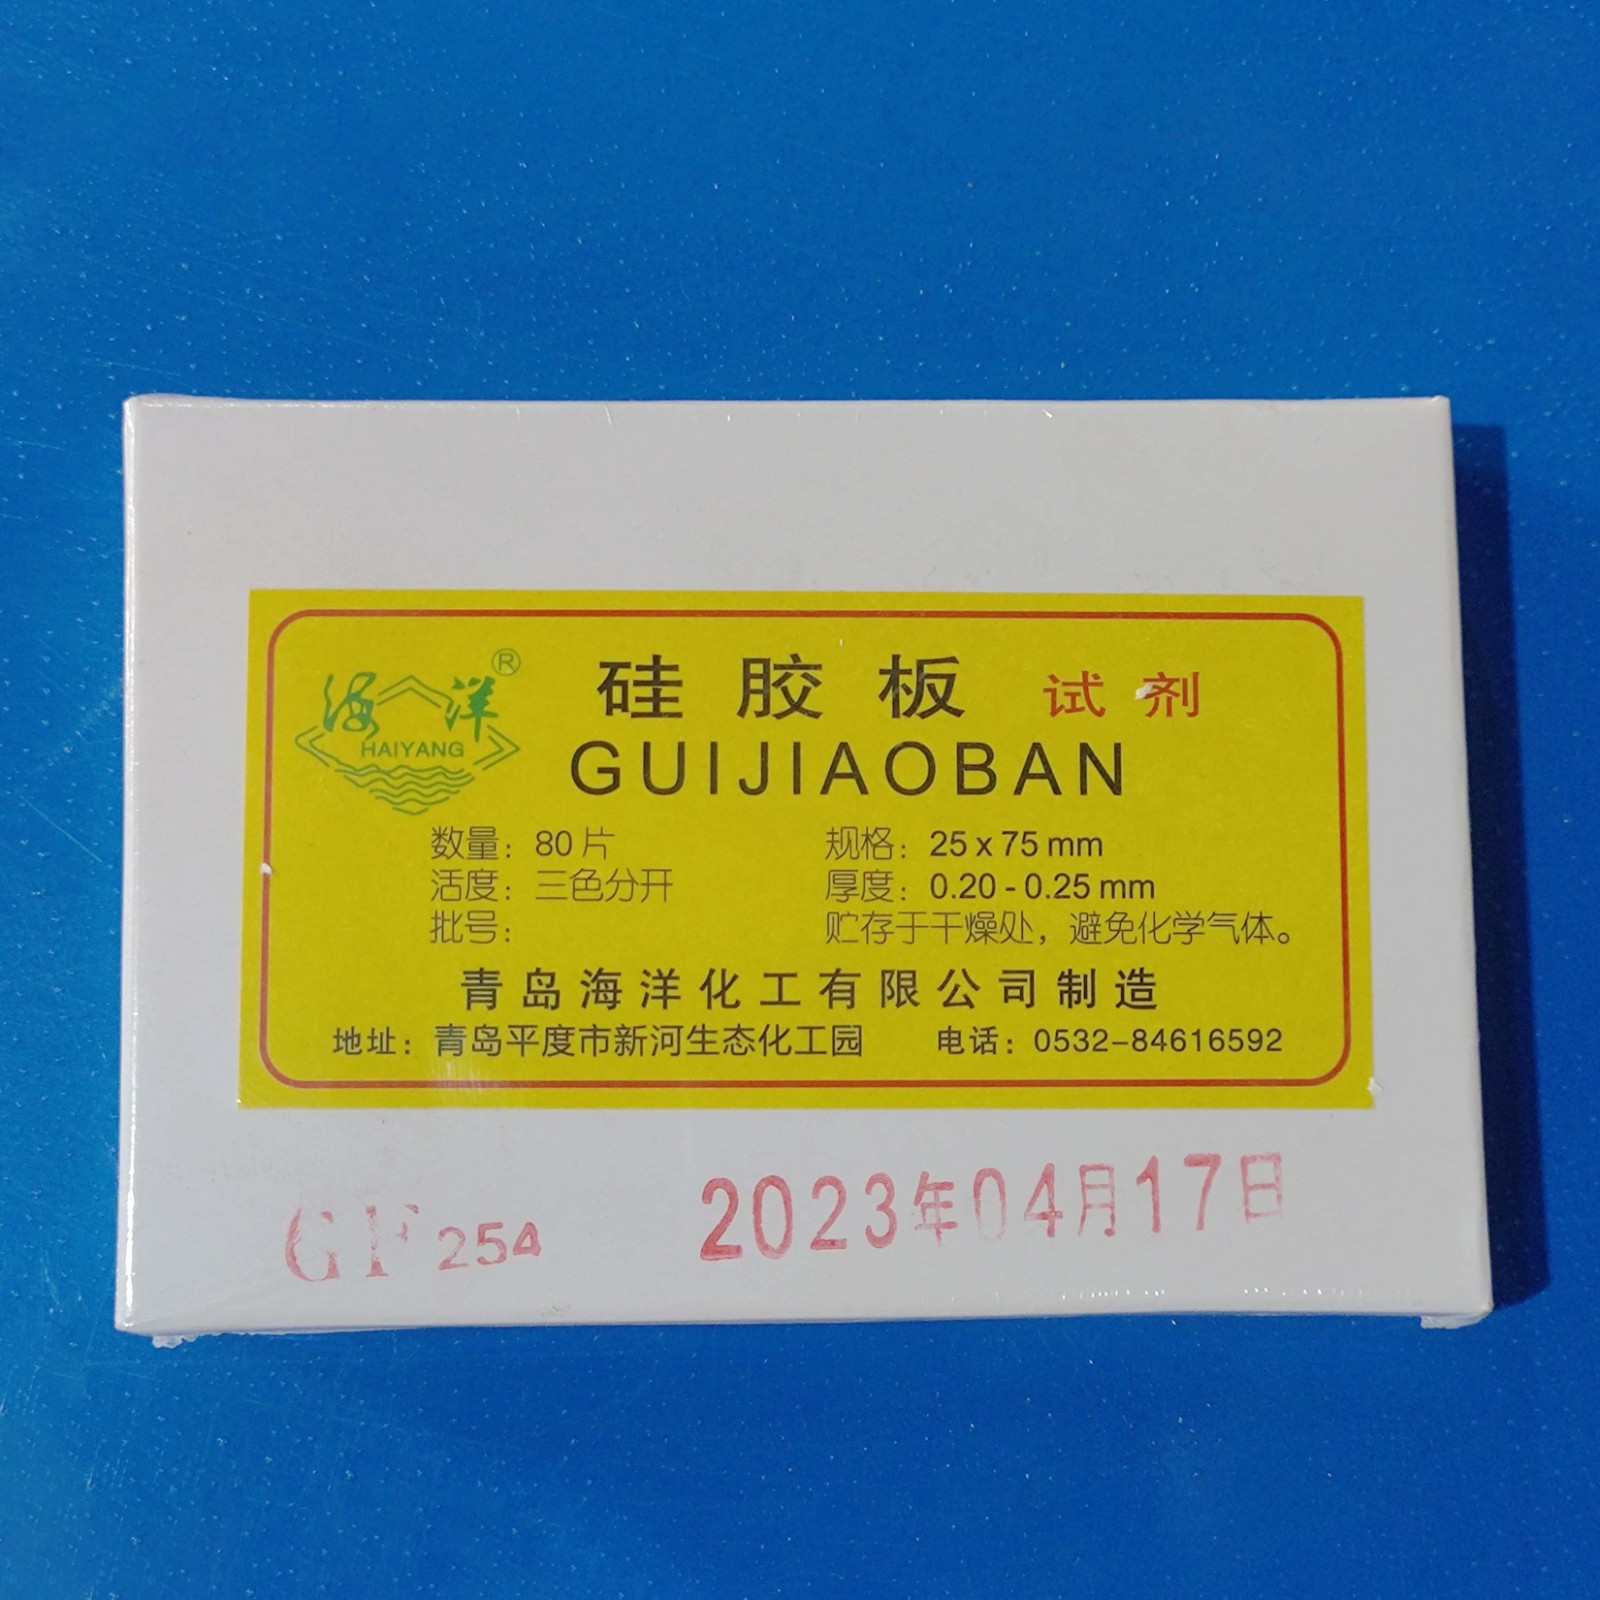 海洋®
HAIYANG
硅胶板 试剂
GUIJIAOBAN
数量：80片 规格：25 x 75 mm
活度：三色分开 厚度：0.20 - 0.25 mm
批号： 贮存于干燥处，避免化学气体。
青岛海洋化工有限公司制造
地址：青岛平度市新河生态化工园 电话：0532-84616592
GF254 2023年04月17日